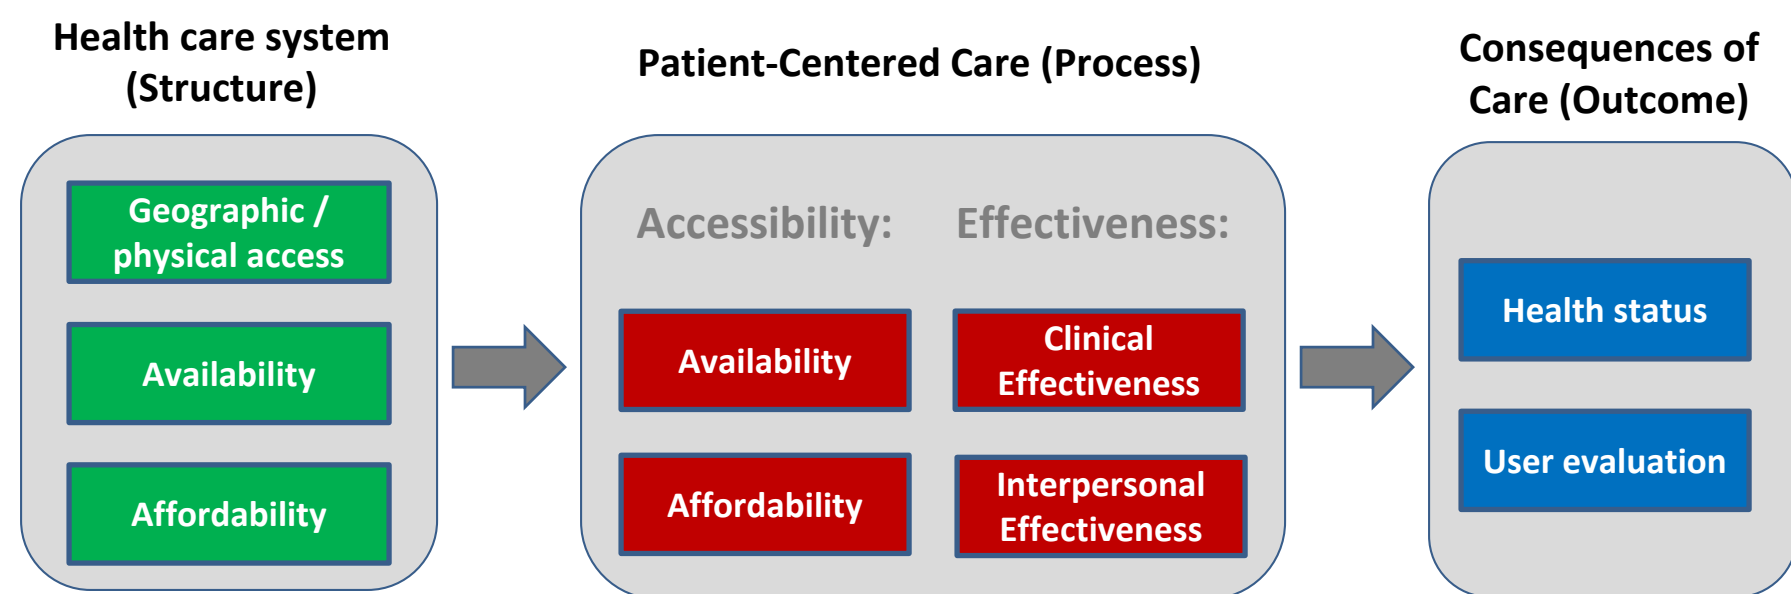 Health care system
(Structure)
Geographic /
physical access
Availability
Affordability
Patient-Centered Care (Process)
Accessibility:
Effectiveness:
Availability
Clinical
Effectiveness
Affordability
Interpersonal
Effectiveness
Consequences of
Care (Outcome)
Health status
User evaluation